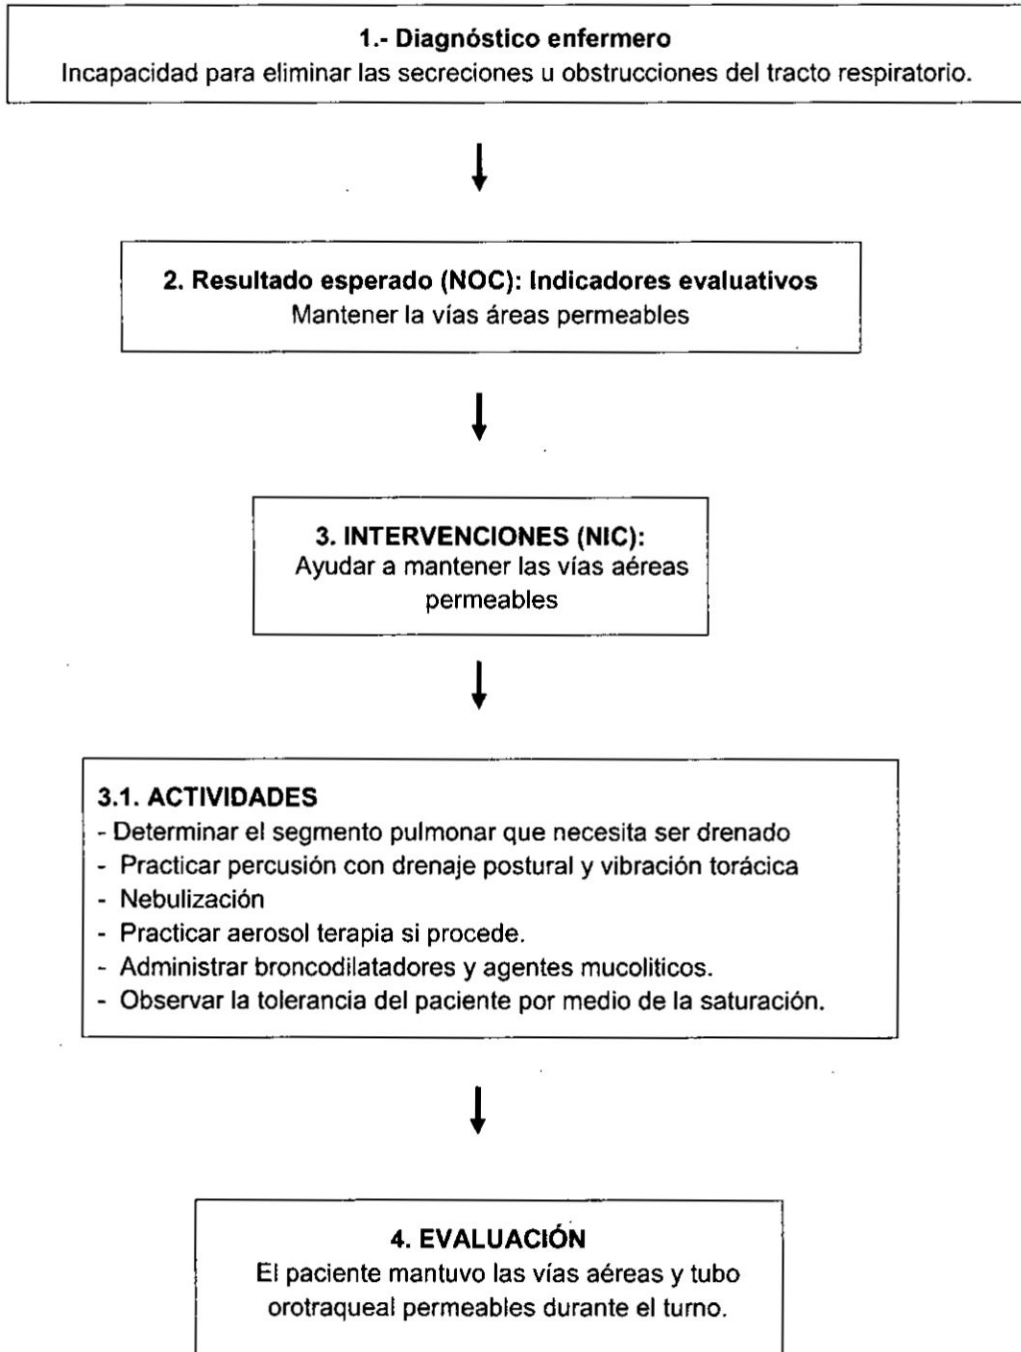 1.- Diagnóstico enfermero
Incapacidad para eliminar las secreciones u obstrucciones del tracto respiratorio.
2. Resultado esperado (NOC): Indicadores evaluativos
Mantener la vías áreas permeables
3. INTERVENCIONES (NIC):
Ayudar a mantener las vías aéreas
permeables
3.1. ACTIVIDADES
- Determinar el segmento pulmonar que necesita ser drenado
- Practicar percusión con drenaje postural y vibración torácica
- Nebulización
- Practicar aerosol terapia si procede.
- Administrar broncodilatadores y agentes mucoliticos.
- Observar la tolerancia del paciente por medio de la saturación.
4. EVALUACIÓN
El paciente mantuvo las vías aéreas y tubo
orotraqueal permeables durante el turno.